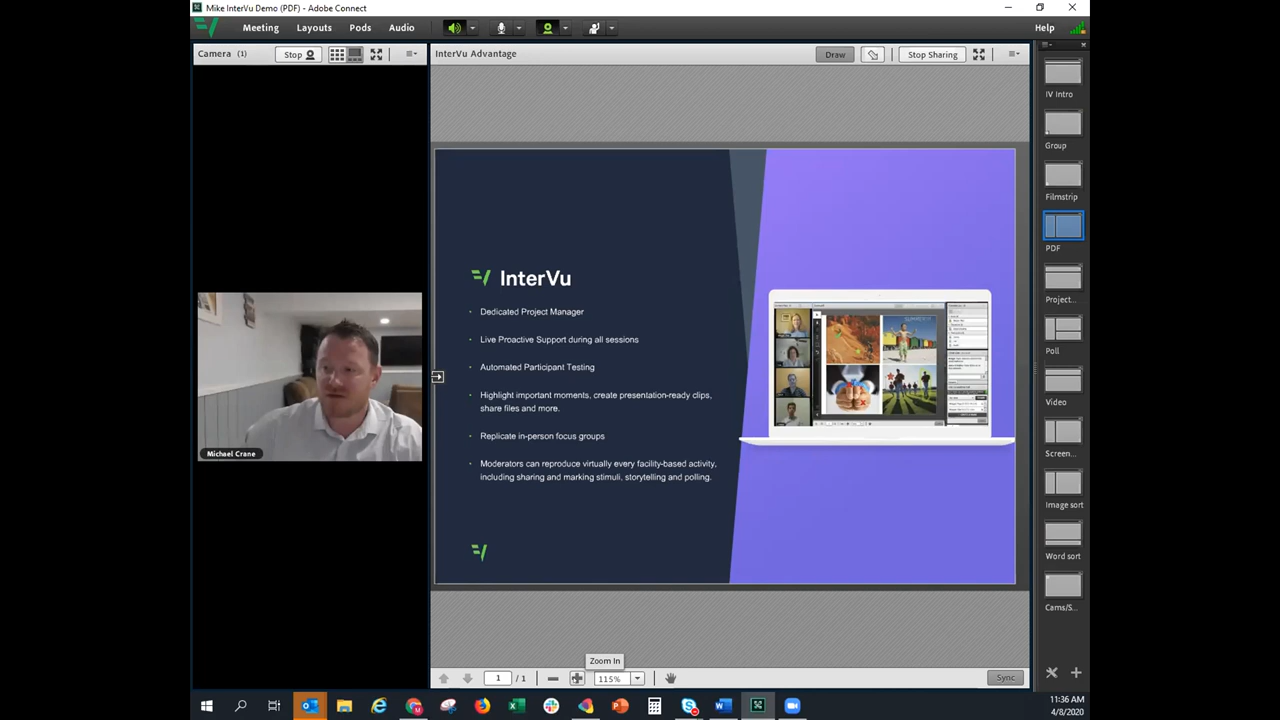 Mike InterVu Demo (PDF) - Adobe Connect
Meeting Layouts Pods Audio Help
Camera (1) Stop
InterVu Advantage Draw Stop Sharing
InterVu
Dedicated Project Manager
Live Proactive Support during all sessions
Automated Participant Testing
Highlight important moments, create presentation-ready clips,
share files and more.
Replicate in-person focus groups
Moderators can reproduce virtually every facility-based activity,
including sharing and marking stimuli, storytelling and polling.
Michael Crane
IV Intro
Group
Filmstrip
PDF
Project...
Poll
Video
Screen...
Image sort
Word sort
Cams/S...
Zoom In
1 / 1 115% Sync
11:36 AM
4/8/2020